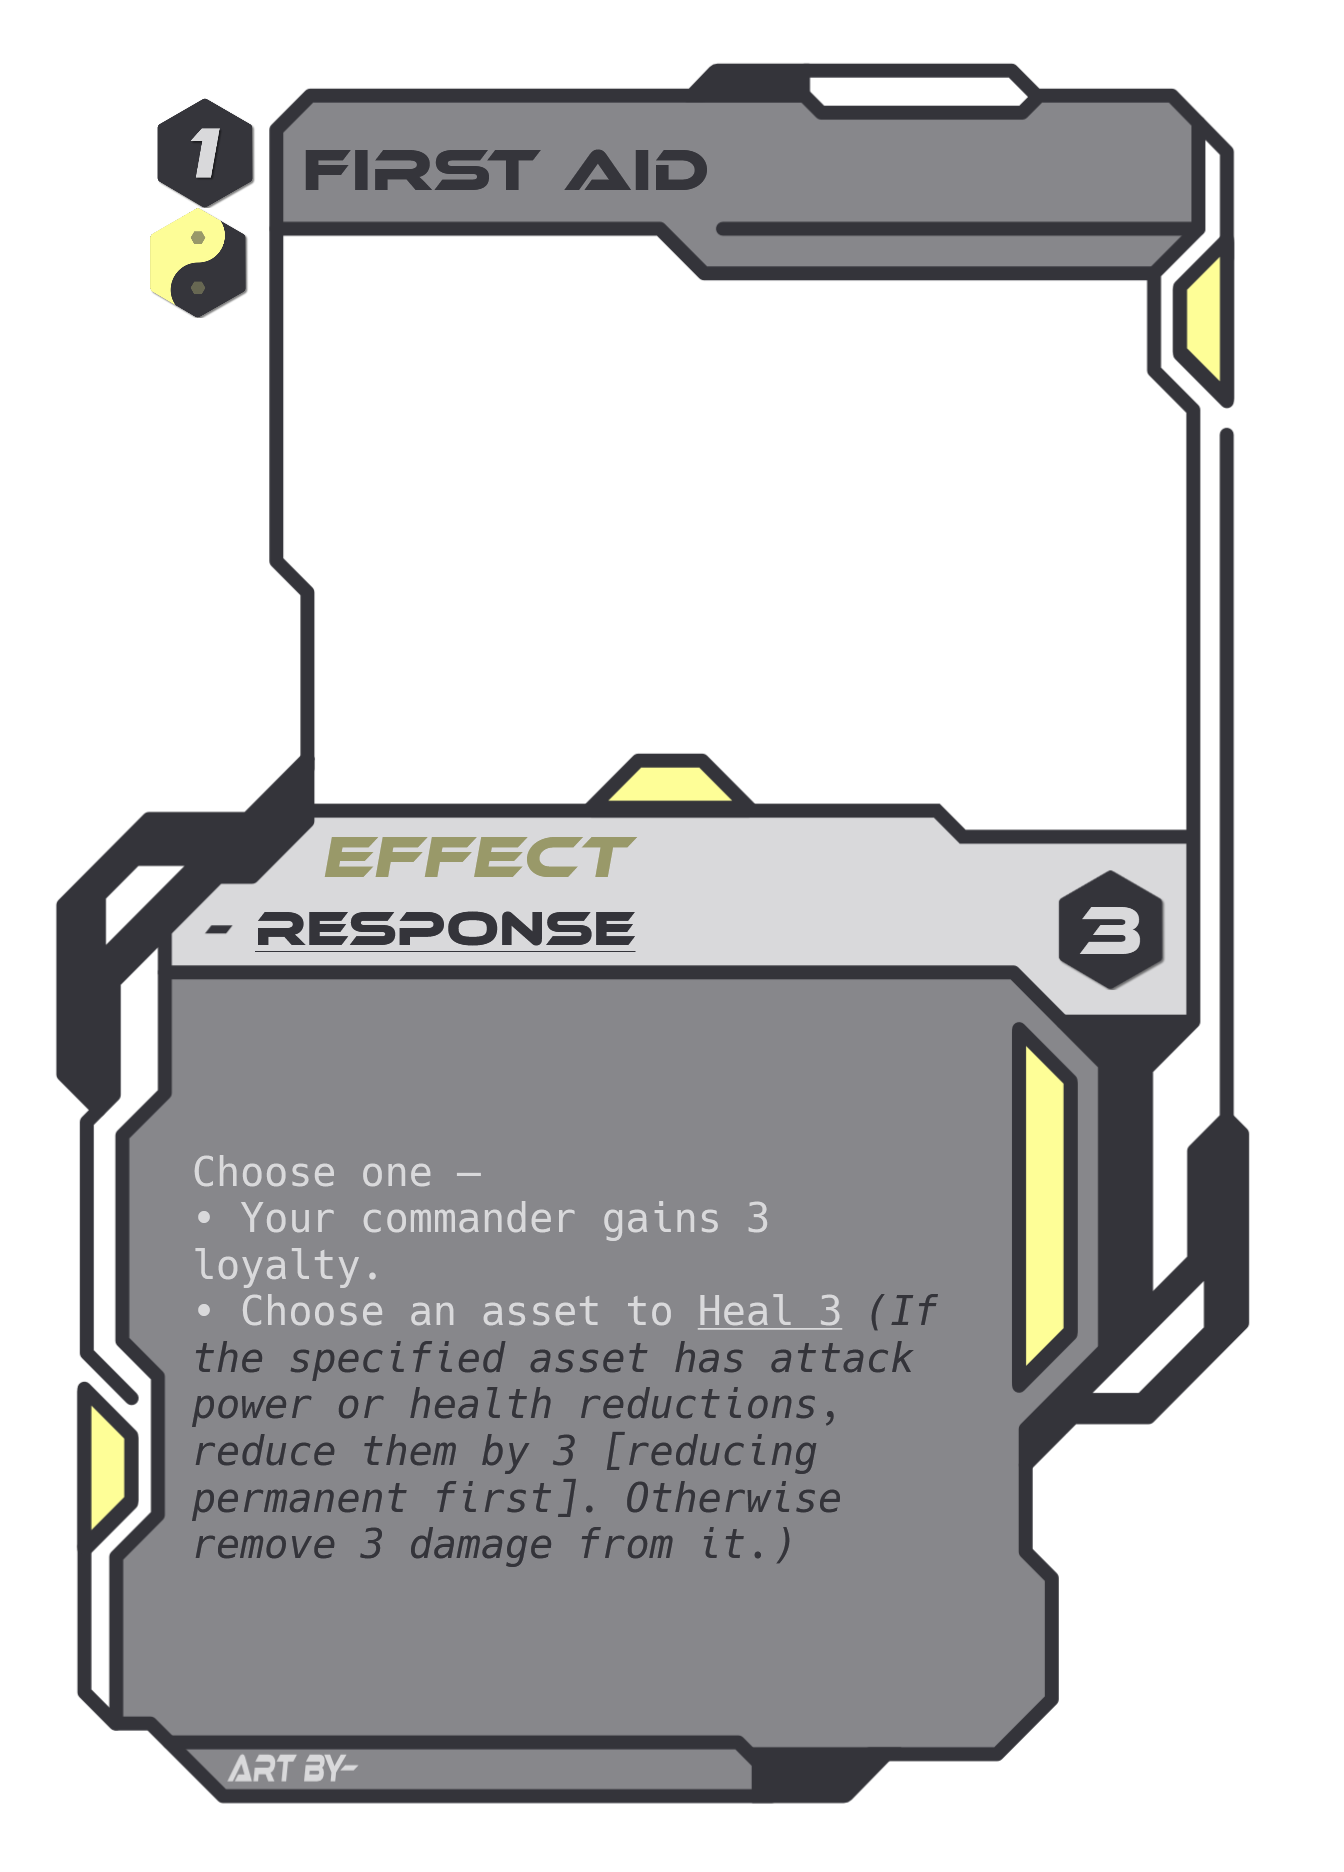 1
FIRST AID
EFFECT
- RESPONSE
3
Choose one —
• Your commander gains 3
loyalty.
• Choose an asset to Heal 3 (If
the specified asset has attack
power or health reductions,
reduce them by 3 [reducing
permanent first]. Otherwise
remove 3 damage from it.)
ART BY-